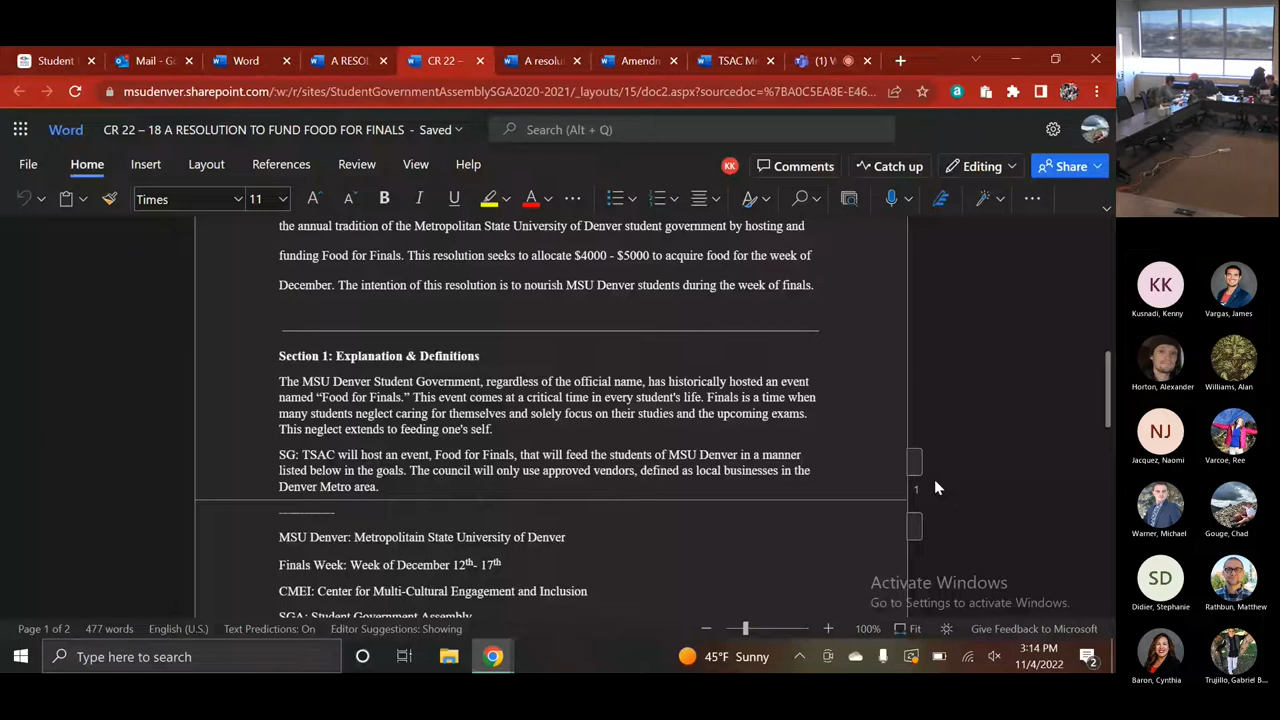 Student
Mail - G
Word
A RESOL
CR 22 –
A resolu
Amendn
TSAC M
(1) V
msudenver.sharepoint.com/:w:/r/sites/StudentGovernmentAssemblySGA2020-2021/_layouts/15/doc2.aspx?sourcedoc=%7BA0C5EA8E-E46...
Word
CR 22 – 18 A RESOLUTION TO FUND FOOD FOR FINALS - Saved
Search (Alt + Q)
File
Home
Insert
Layout
References
Review
View
Help
KK
Comments
Catch up
Editing
Share
Times
11
B
I
U
A
the annual tradition of the Metropolitan State University of Denver student government by hosting and
funding Food for Finals. This resolution seeks to allocate $4000 - $5000 to acquire food for the week of
December. The intention of this resolution is to nourish MSU Denver students during the week of finals.
Section 1: Explanation & Definitions
The MSU Denver Student Government, regardless of the official name, has historically hosted an event
named “Food for Finals.” This event comes at a critical time in every student's life. Finals is a time when
many students neglect caring for themselves and solely focus on their studies and the upcoming exams.
This neglect extends to feeding one's self.
SG: TSAC will host an event, Food for Finals, that will feed the students of MSU Denver in a manner
listed below in the goals. The council will only use approved vendors, defined as local businesses in the
Denver Metro area.
1
MSU Denver: Metropolitain State University of Denver
Finals Week: Week of December 12th- 17th
CMEI: Center for Multi-Cultural Engagement and Inclusion
SGA: Student Government Assembly
Activate Windows
Go to Settings to activate Windows.
Page 1 of 2
477 words
English (U.S.)
Text Predictions: On
Editor Suggestions: Showing
100%
Fit
Give Feedback to Microsoft
Type here to search
45°F Sunny
3:14 PM
11/4/2022
2
KK
Kusnadi, Kenny
Vargas, James
Horton, Alexander
Williams, Alan
NJ
Jacquez, Naomi
Varcoe, Ree
Warner, Michael
Gouge, Chad
SD
Didier, Stephanie
Rathbun, Matthew
Baron, Cynthia
Trujillo, Gabriel B...